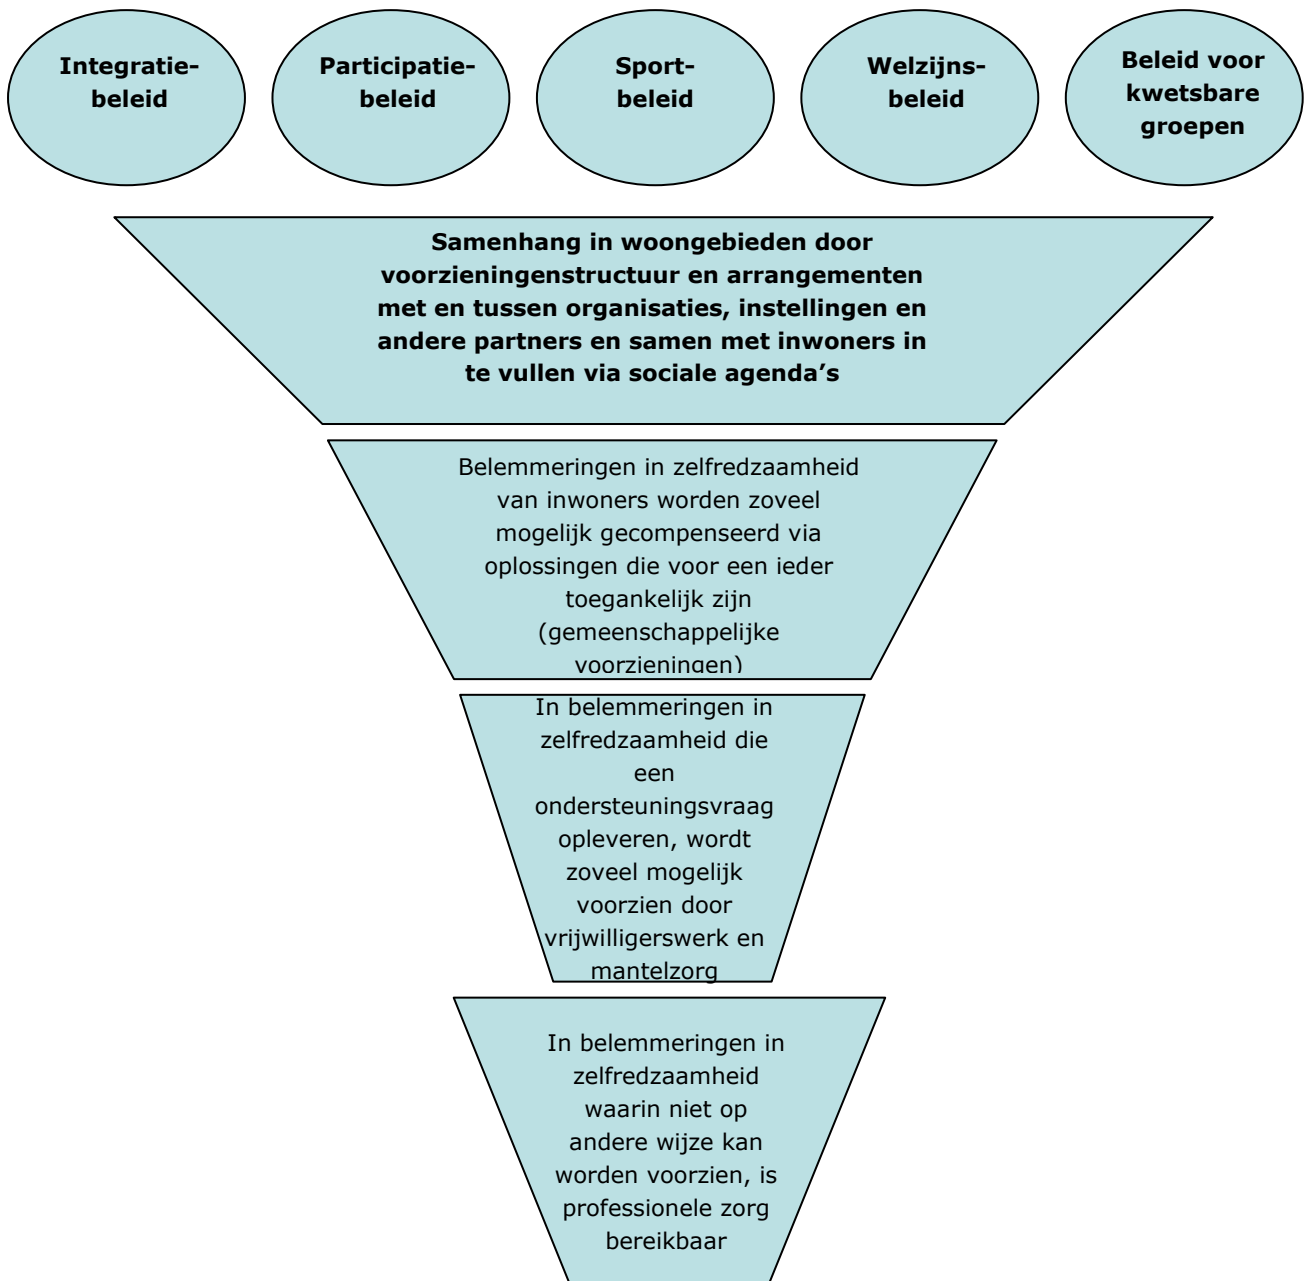 Integratie-
beleid
Participatie-
beleid
Sport-
beleid
Welzijns-
beleid
Beleid voor
kwetsbare
groepen
Samenhang in woongebieden door
voorzieningenstructuur en arrangementen
met en tussen organisaties, instellingen en
andere partners en samen met inwoners in
te vullen via sociale agenda’s
Belemmeringen in zelfredzaamheid
van inwoners worden zoveel
mogelijk gecompenseerd via
oplossingen die voor een ieder
toegankelijk zijn
(gemeenschappelijke
voorzieningen)
In belemmeringen in
zelfredzaamheid die
een
ondersteuningsvraag
opleveren, wordt
zoveel mogelijk
voorzien door
vrijwilligerswerk en
mantelzorg
In belemmeringen in
zelfredzaamheid
waarin niet op
andere wijze kan
worden voorzien, is
professionele zorg
bereikbaar